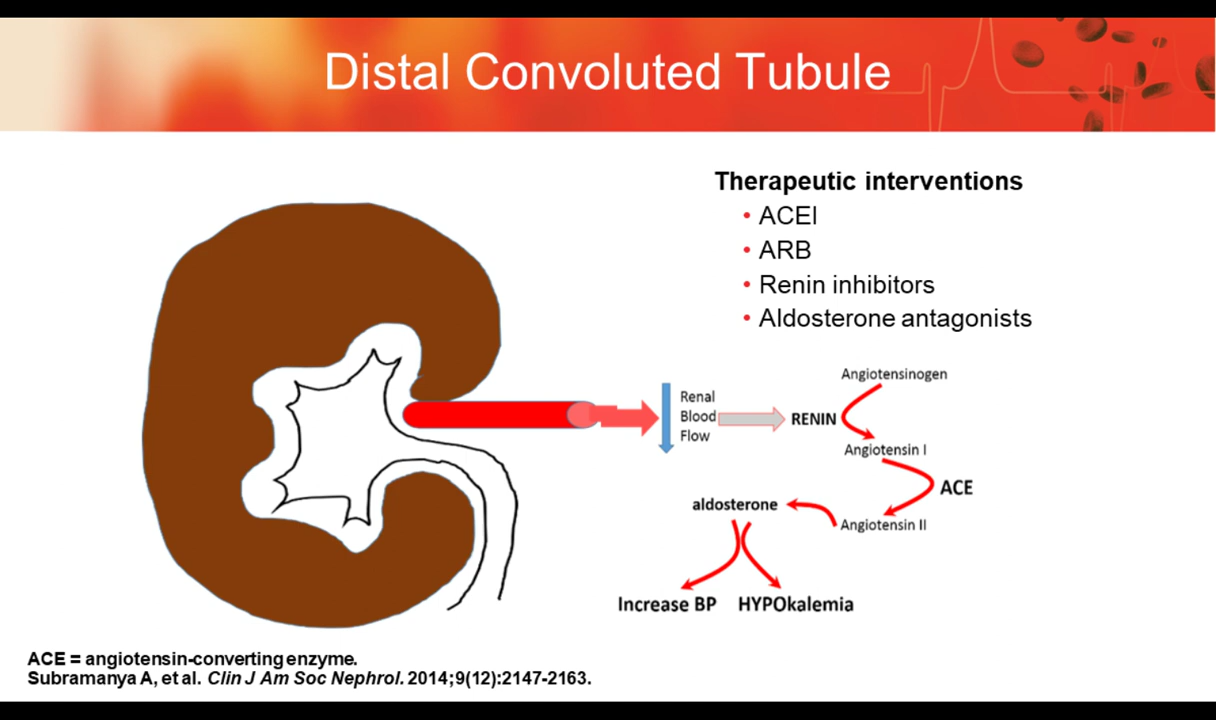 Distal Convoluted Tubule
Therapeutic interventions
• ACEI
• ARB
• Renin inhibitors
• Aldosterone antagonists
Angiotensinogen
Renal
Blood
Flow
RENIN
Angiotensin I
ACE
aldosterone
Angiotensin II
Increase BP
HYPOkalemia
ACE = angiotensin-converting enzyme.
Subramanya A, et al. Clin J Am Soc Nephrol. 2014;9(12):2147-2163.